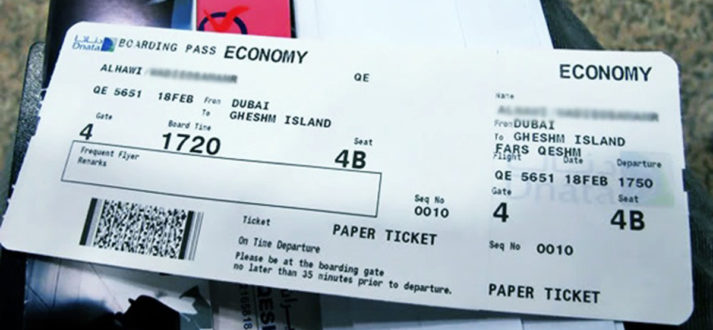 دناتا
Dnata
BOARDING PASS ECONOMY
ALHAWI
QE
QE 5651 18FEB From DUBAI
To GHESHM ISLAND
Gate Board Time Seat
4 1720 4B
Frequent Flyer
Remarks
Seq No
0010
Ticket PAPER TICKET
On Time Departure
Please be at the boarding gate
no later than 35 minutes prior to departure.
ECONOMY
Name
From DUBAI
To GHESHM ISLAND
FARS QESHM
Flight Date Departure
QE 5651 18FEB 1750
Gate Seat
4 4B
Seq No 0010
PAPER TICKET